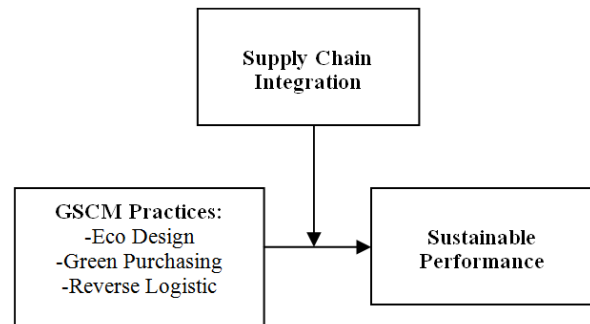 Supply Chain
Integration
GSCM Practices:
-Eco Design
-Green Purchasing
-Reverse Logistic
Sustainable
Performance